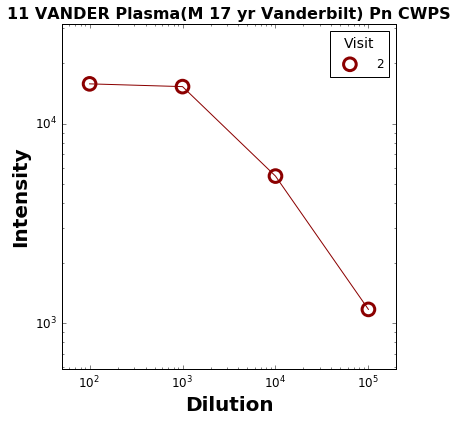 11 VANDER Plasma(M 17 yr Vanderbilt) Pn CWPS
Visit
2
10⁴
10³
Intensity
10² 10³ 10⁴ 10⁵
Dilution